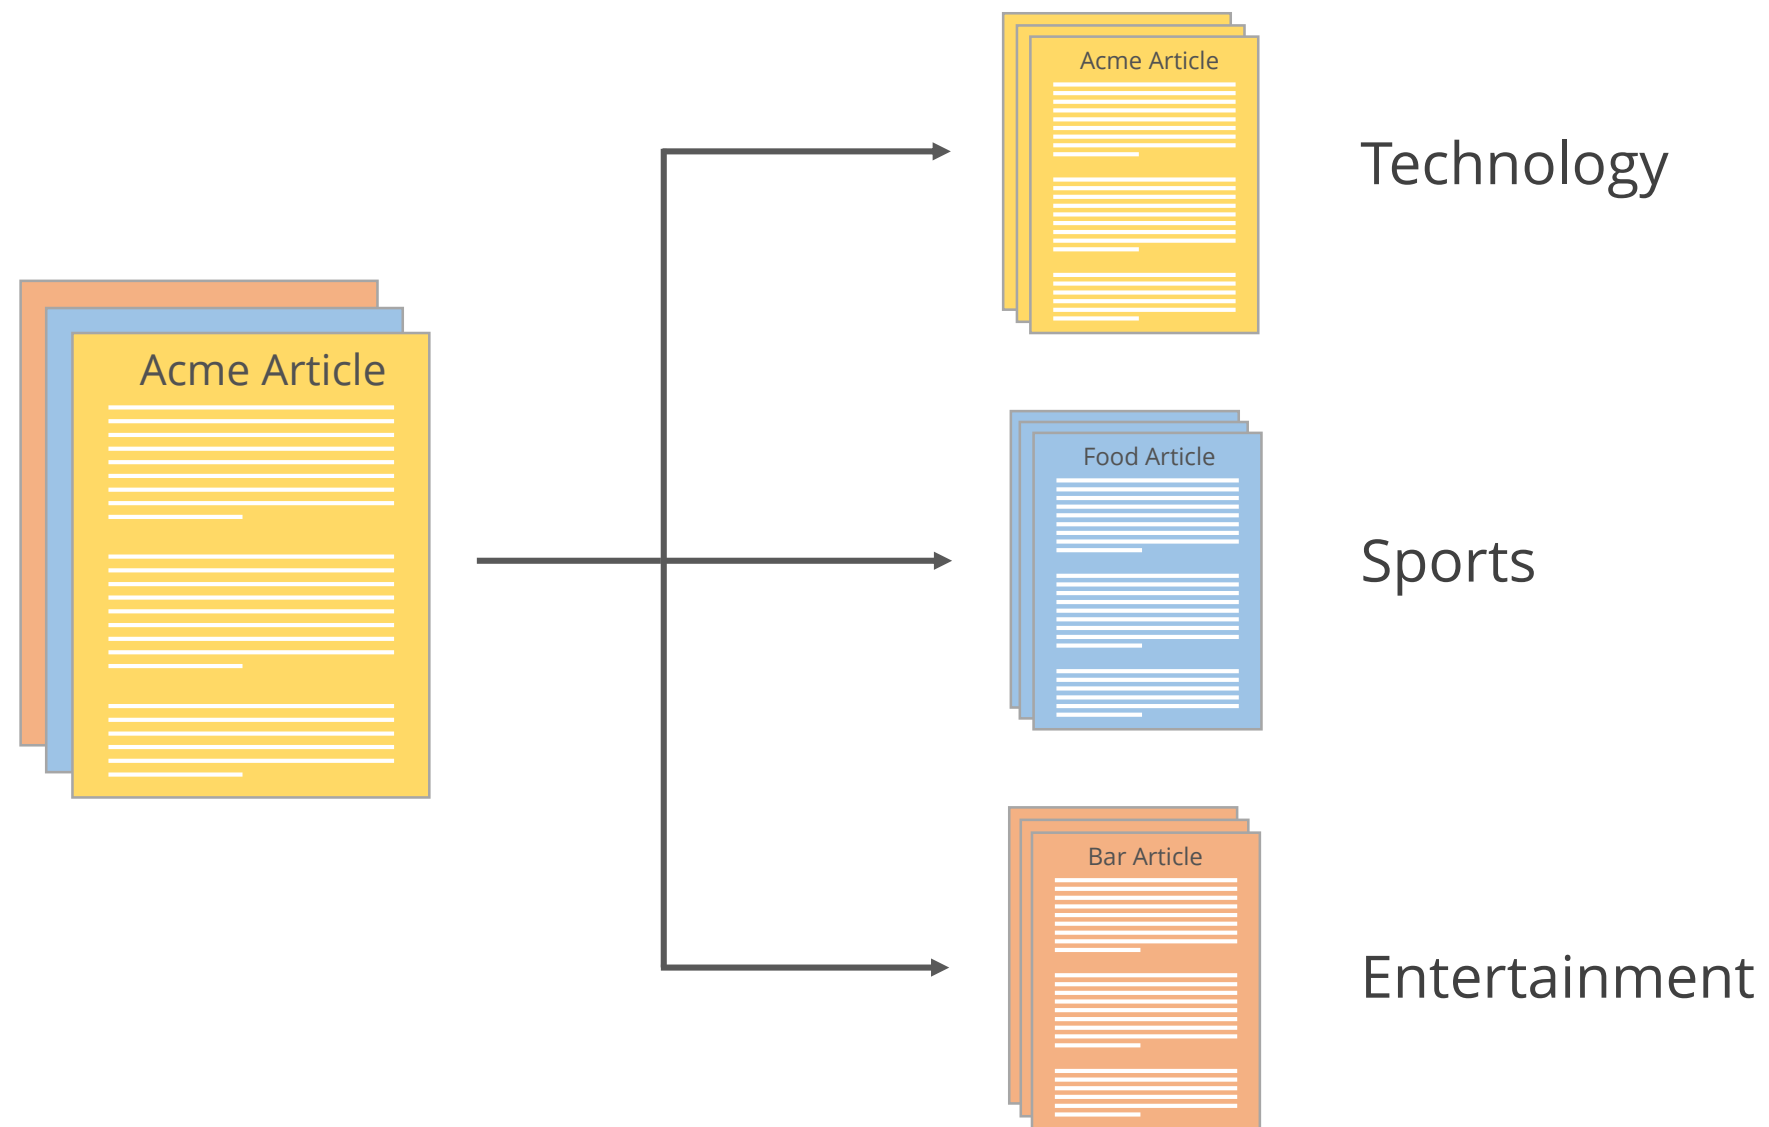 Acme Article
Acme Article
Technology
Food Article
Sports
Bar Article
Entertainment